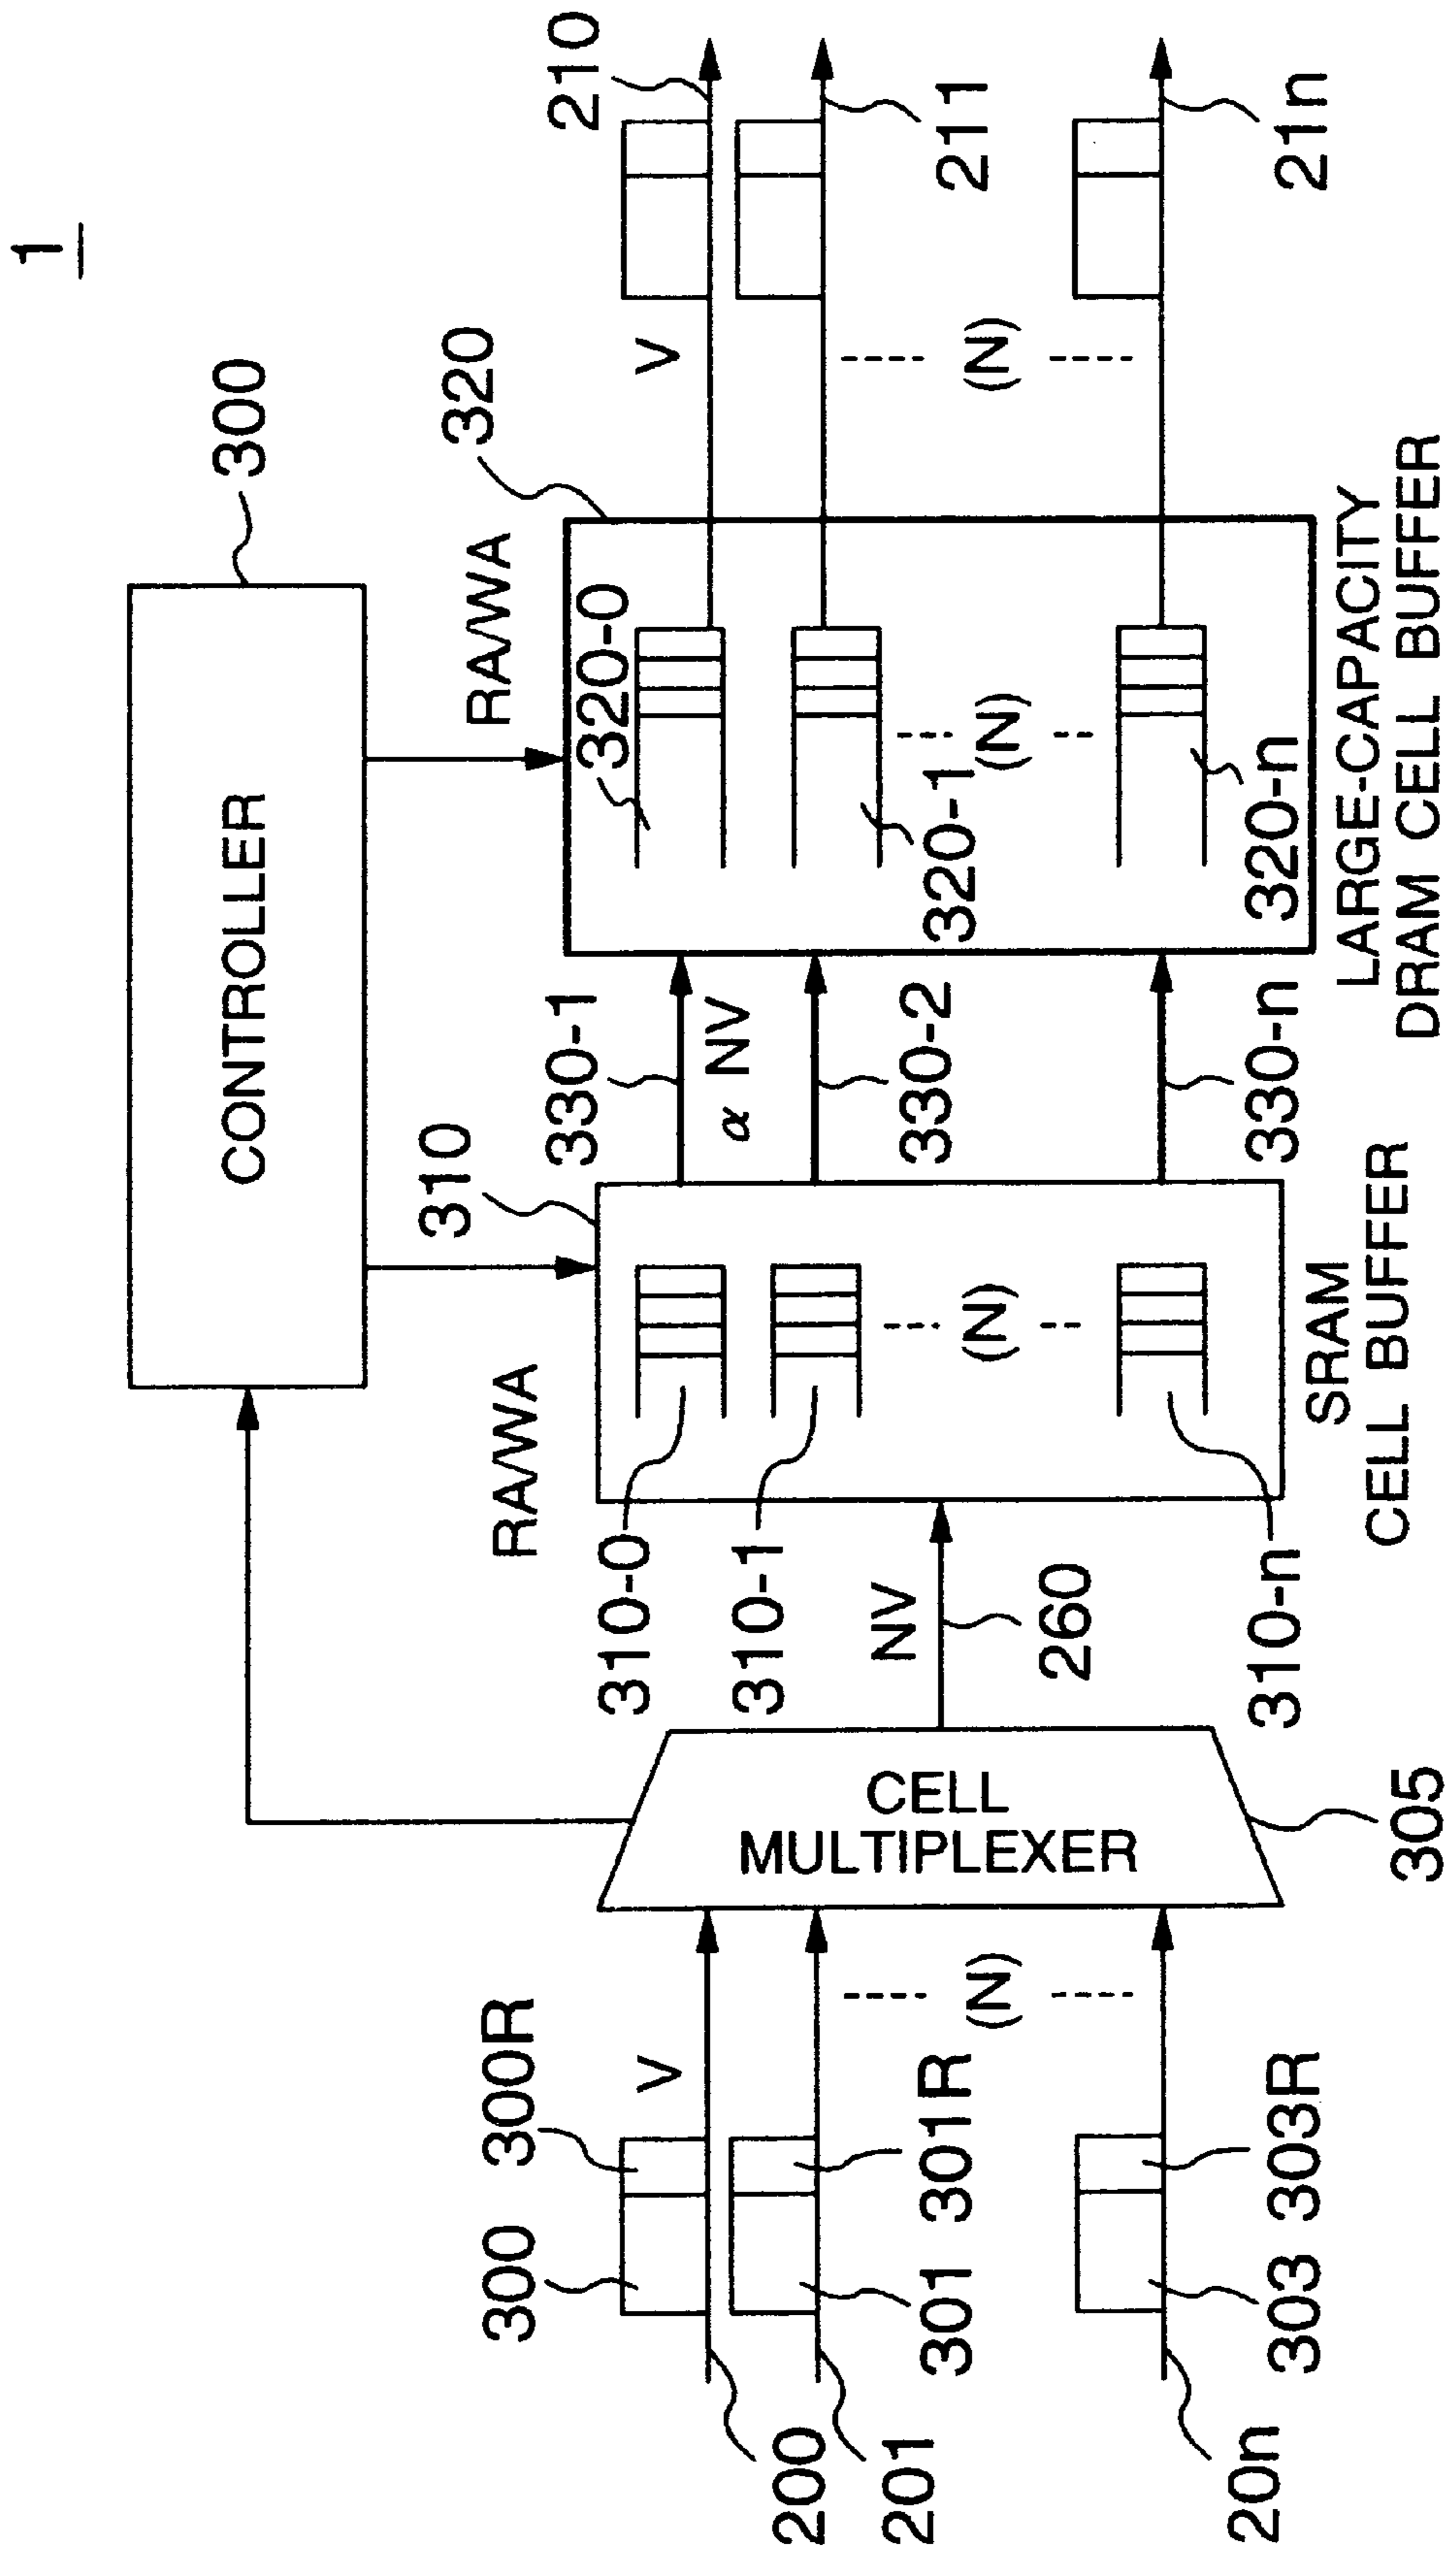 1
CONTROLLER
300
RA/WA
310
RA/WA
320
300
300R
V
200
301
301R
201
(N)
303
303R
20n
CELL
MULTIPLEXER
305
NV
260
310-0
310-1
(N)
310-n
SRAM
CELL BUFFER
330-1
α NV
330-2
330-n
320-0
320-1
(N)
320-n
LARGE-CAPACITY
DRAM CELL BUFFER
V
210
211
(N)
21n